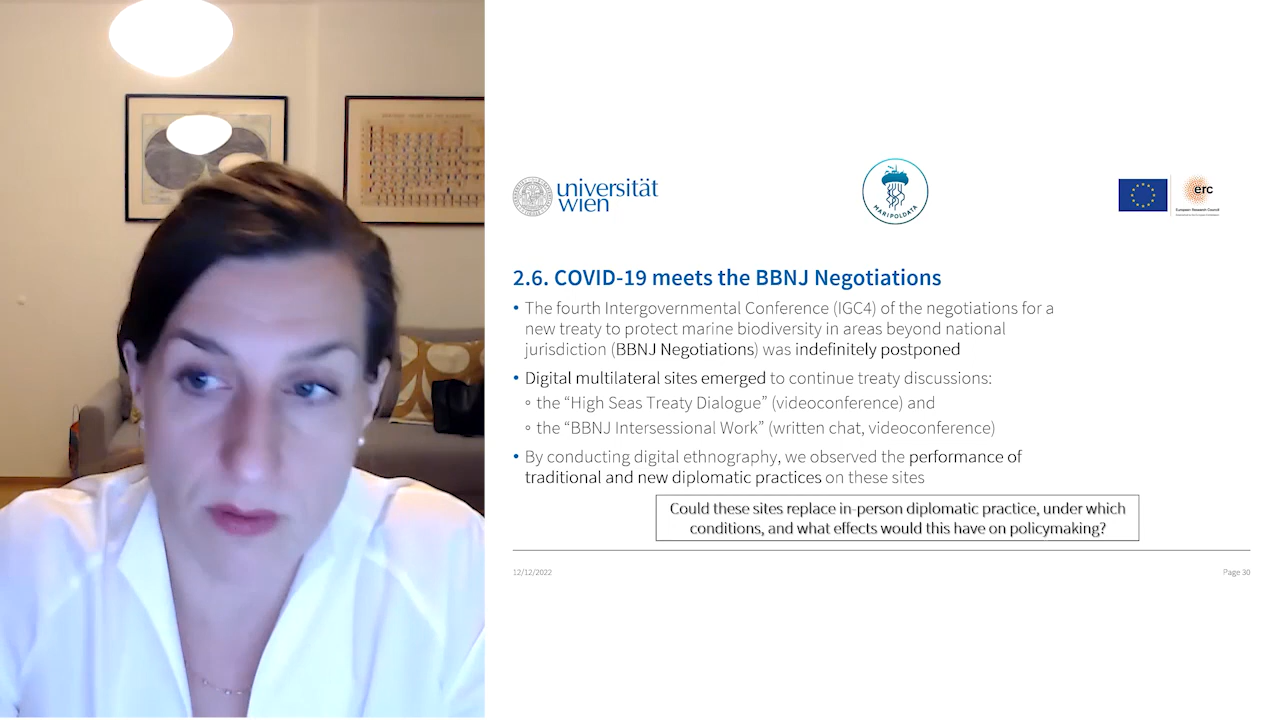 universität
wien
MARIPOLDATA
erc
European Research Council
2.6. COVID-19 meets the BBNJ Negotiations
• The fourth Intergovernmental Conference (IGC4) of the negotiations for a
new treaty to protect marine biodiversity in areas beyond national
jurisdiction (BBNJ Negotiations) was indefinitely postponed
• Digital multilateral sites emerged to continue treaty discussions:
◦ the “High Seas Treaty Dialogue” (videoconference) and
◦ the “BBNJ Intersessional Work” (written chat, videoconference)
• By conducting digital ethnography, we observed the performance of
traditional and new diplomatic practices on these sites
Could these sites replace in-person diplomatic practice, under which
conditions, and what effects would this have on policymaking?
12/12/2022
Page 30